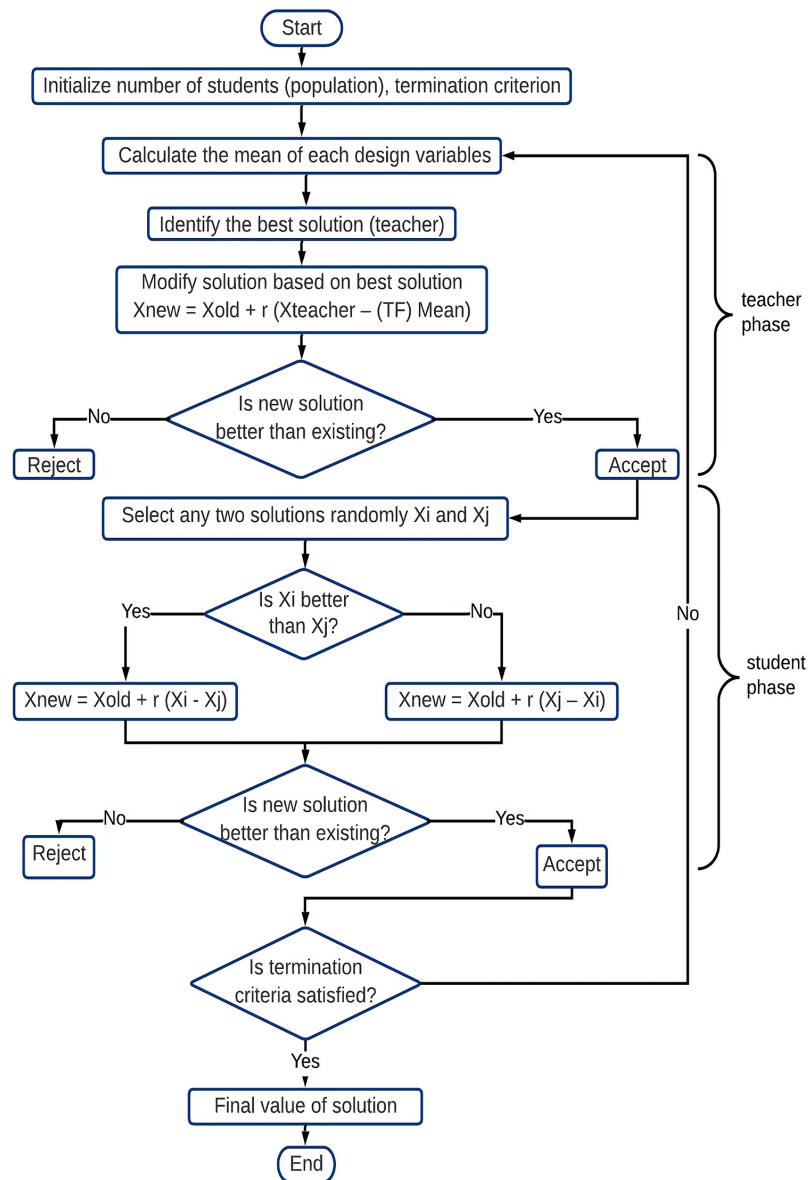 Start
Initialize number of students (population), termination criterion
Calculate the mean of each design variables
Identify the best solution (teacher)
Modify solution based on best solution
Xnew = Xold + r (Xteacher – (TF) Mean)
teacher
phase
Is new solution
better than existing?
No
Yes
Reject
Accept
Select any two solutions randomly Xi and Xj
Is Xi better
than Xj?
Yes
No
No
student
phase
Xnew = Xold + r (Xi - Xj)
Xnew = Xold + r (Xj – Xi)
Is new solution
better than existing?
No
Yes
Reject
Accept
Is termination
criteria satisfied?
Yes
Final value of solution
End